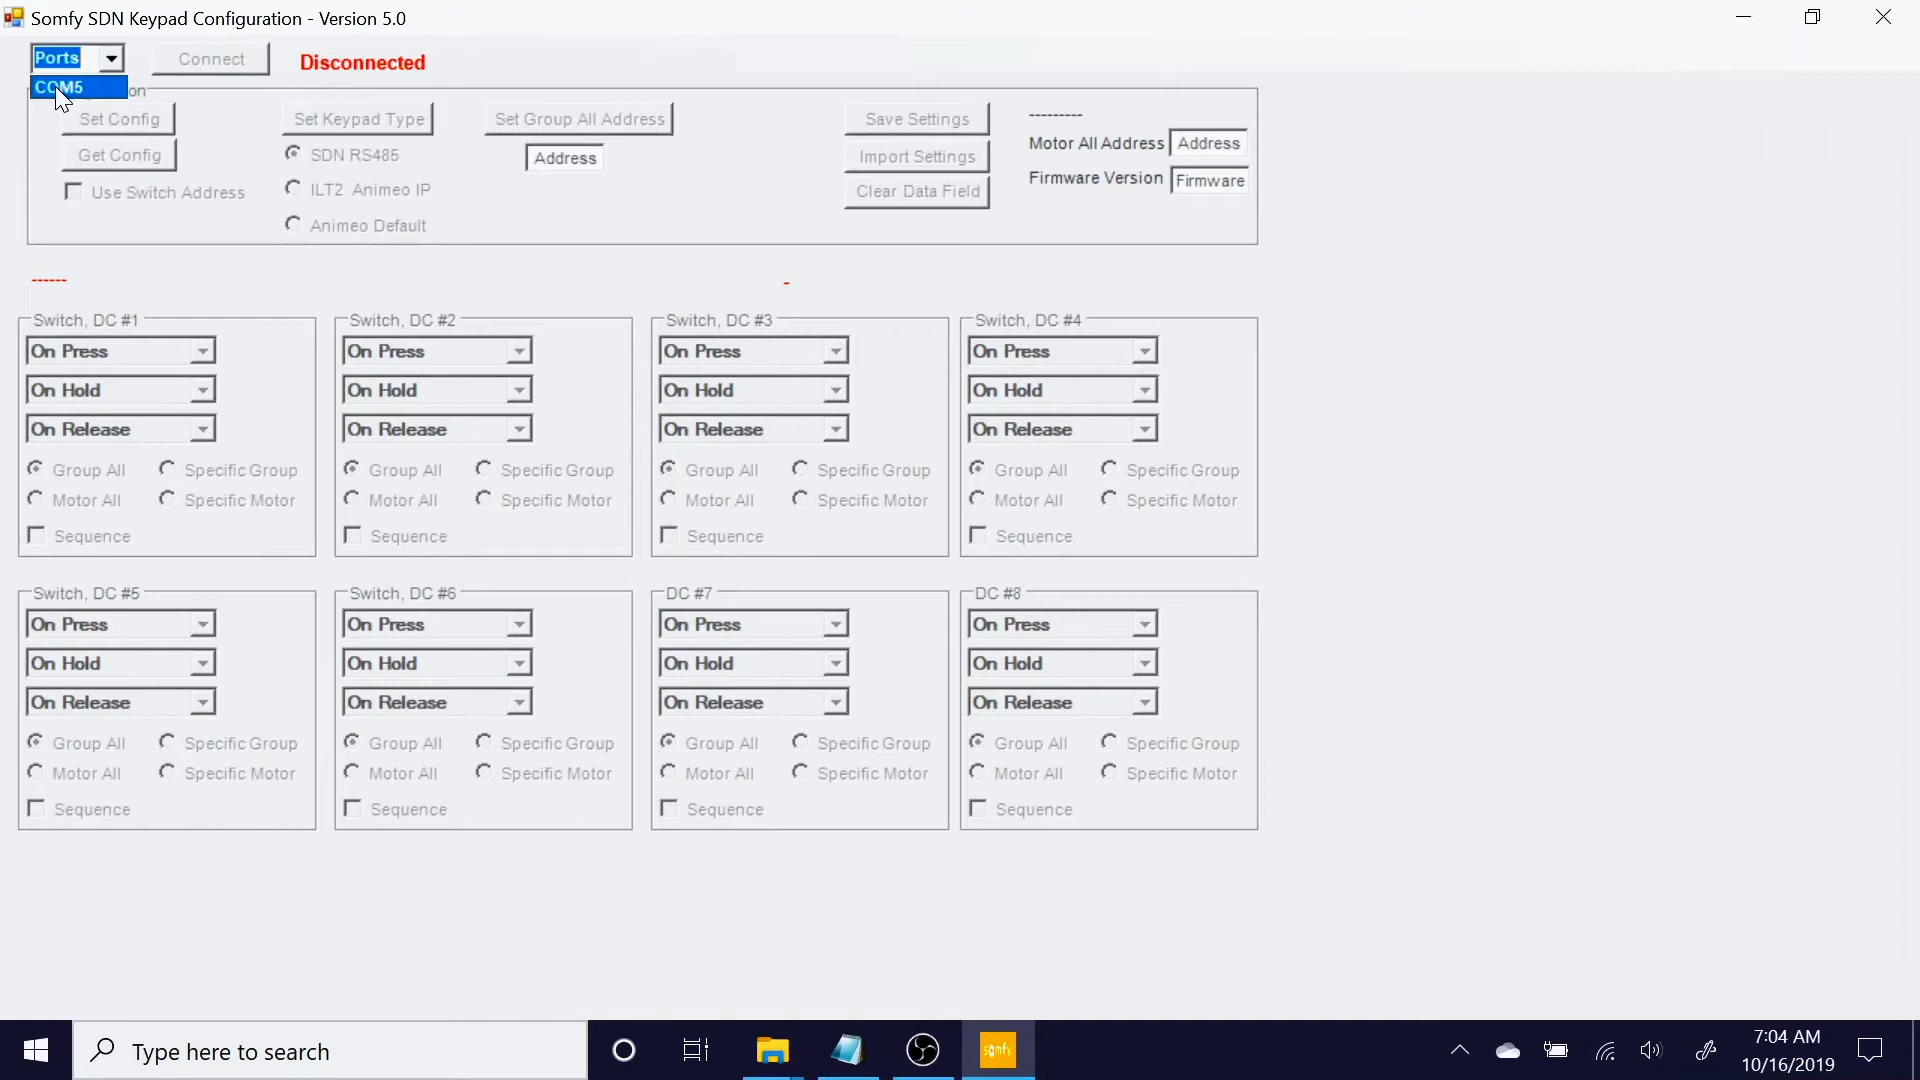 Somfy SDN Keypad Configuration - Version 5.0
Ports Connect Disconnected
COM5 on
Set Config Set Keypad Type Set Group All Address Save Settings ---------
Motor All Address Address
Get Config SDN RS485 Address Import Settings
Firmware Version Firmware
Use Switch Address ILT2 Animeo IP Clear Data Field
Animeo Default
------ -
Switch, DC #1 Switch, DC #2 Switch, DC #3 Switch, DC #4
On Press On Press On Press On Press
On Hold On Hold On Hold On Hold
On Release On Release On Release On Release
Group All Specific Group Group All Specific Group Group All Specific Group Group All Specific Group
Motor All Specific Motor Motor All Specific Motor Motor All Specific Motor Motor All Specific Motor
Sequence Sequence Sequence Sequence
Switch, DC #5 Switch, DC #6 DC #7 DC #8
On Press On Press On Press On Press
On Hold On Hold On Hold On Hold
On Release On Release On Release On Release
Group All Specific Group Group All Specific Group Group All Specific Group Group All Specific Group
Motor All Specific Motor Motor All Specific Motor Motor All Specific Motor Motor All Specific Motor
Sequence Sequence Sequence Sequence
Type here to search somfy 7:04 AM
10/16/2019